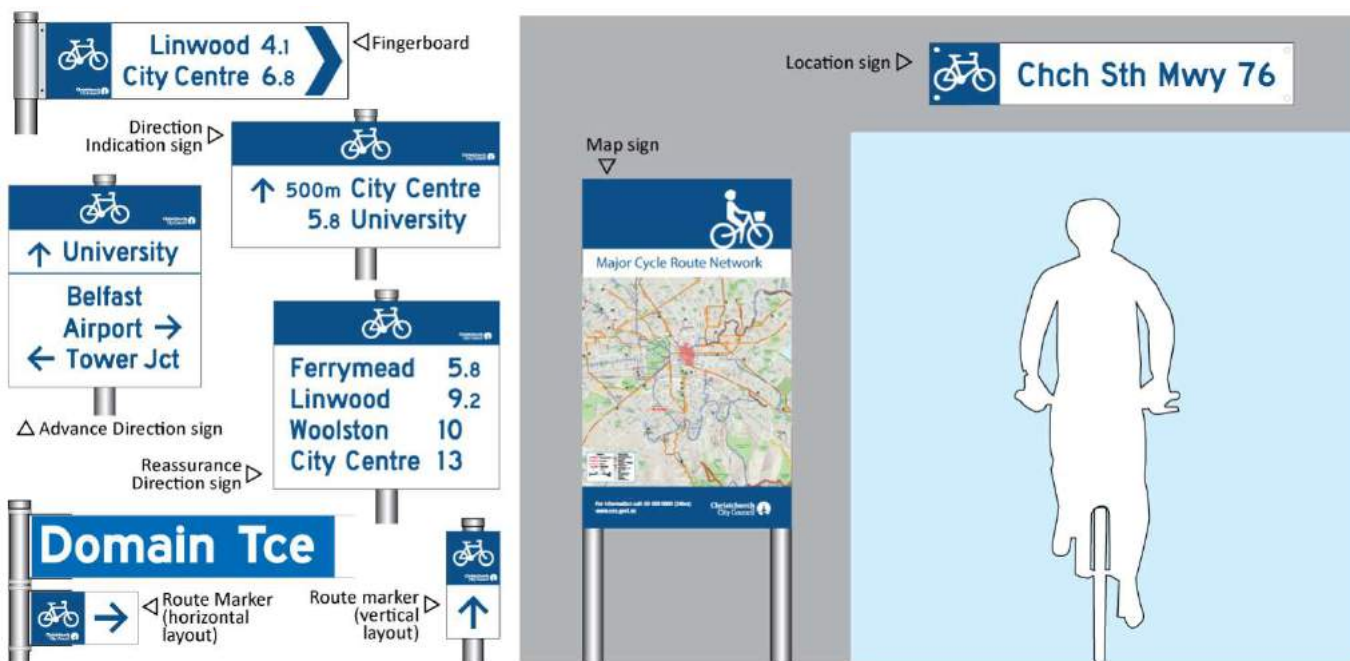 Linwood 4.1
City Centre 6.8
Fingerboard
Direction
Indication sign
500m City Centre
5.8 University
University
Belfast
Airport
Tower Jct
Advance Direction sign
Ferrymead 5.8
Linwood 9.2
Woolston 10
City Centre 13
Reassurance
Direction sign
Domain Tce
Route Marker
(horizontal
layout)
Route marker
(vertical
layout)
Location sign
Chch Sth Mwy 76
Map sign
Major Cycle Route Network
Christchurch
City Council